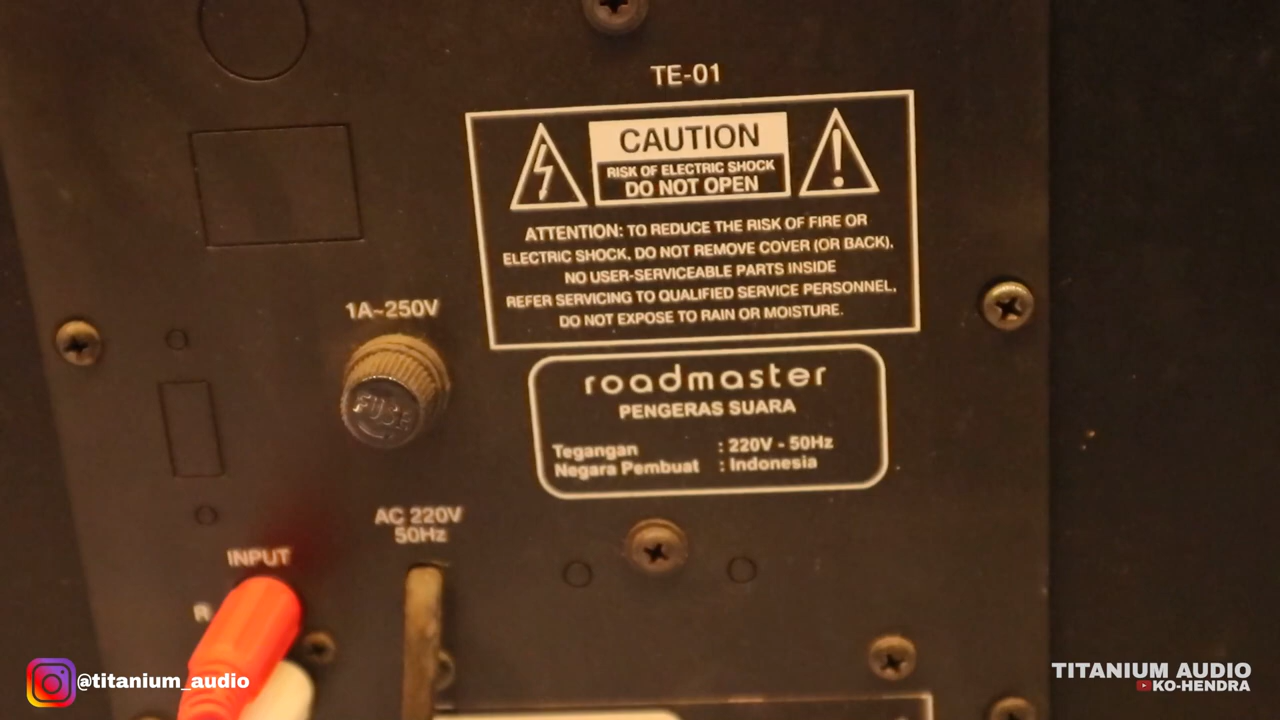 TE-01
CAUTION
RISK OF ELECTRIC SHOCK
DO NOT OPEN
ATTENTION: TO REDUCE THE RISK OF FIRE OR
ELECTRIC SHOCK, DO NOT REMOVE COVER (OR BACK).
NO USER-SERVICEABLE PARTS INSIDE
REFER SERVICING TO QUALIFIED SERVICE PERSONNEL,
DO NOT EXPOSE TO RAIN OR MOISTURE.
1A~250V
FUSE
roadmaster
PENGERAS SUARA
Tegangan : 220V - 50Hz
Negara Pembuat : Indonesia
AC 220V
50Hz
INPUT
R
@titanium_audio
TITANIUM AUDIO
KO-HENDRA